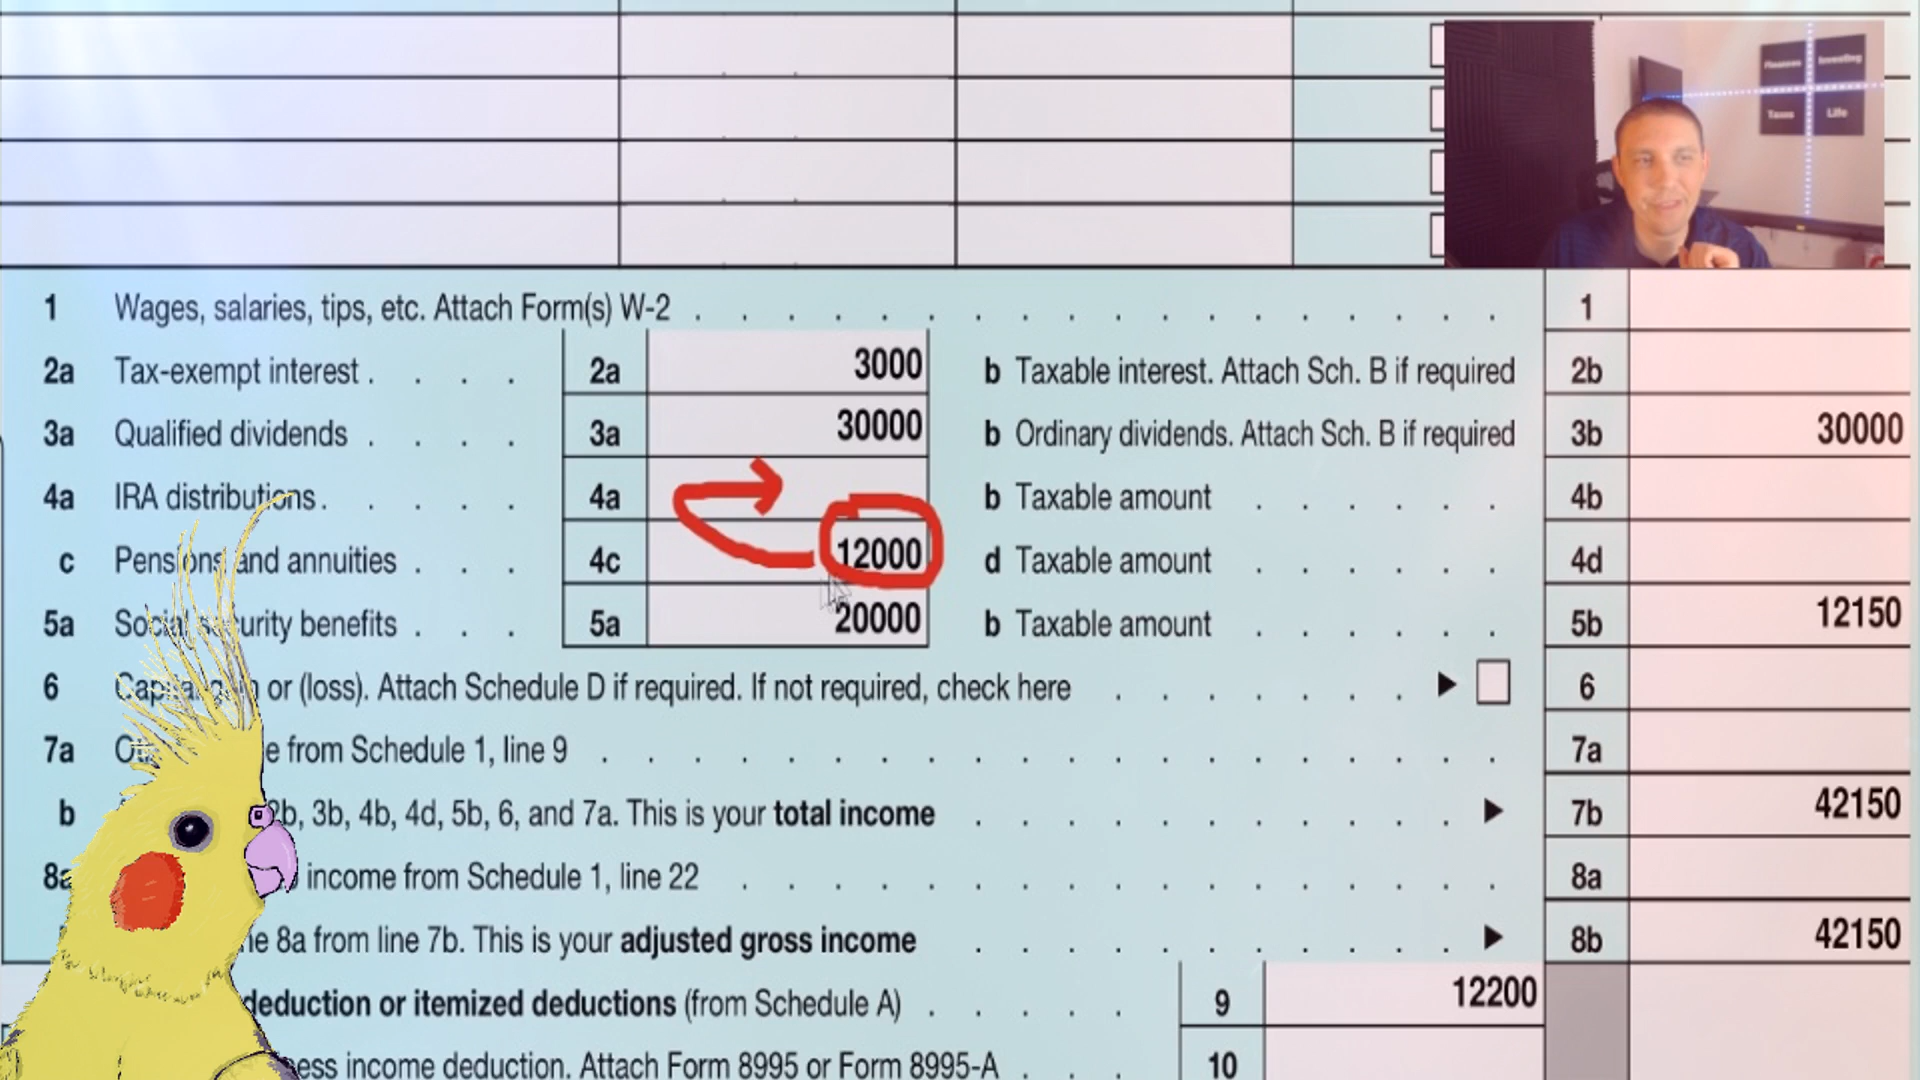 Finances Investing
Taxes Life
1 Wages, salaries, tips, etc. Attach Form(s) W-2 . . . . . . . . . . . . . . . . . . 1
2a Tax-exempt interest . . . . 2a 3000 b Taxable interest. Attach Sch. B if required 2b
3a Qualified dividends . . . . 3a 30000 b Ordinary dividends. Attach Sch. B if required 3b 30000
4a IRA distributions . . . . . 4a b Taxable amount . . . . . . 4b
c Pensions and annuities . . . 4c 12000 d Taxable amount . . . . . . 4d
5a Social security benefits . . . 5a 20000 b Taxable amount . . . . . . 5b 12150
6 Capital gain or (loss). Attach Schedule D if required. If not required, check here . . . . . . . ▶ 6
7a from Schedule 1, line 9 . . . . . . . . . . . . . . . . . . . . 7a
b 2b, 3b, 4b, 4d, 5b, 6, and 7a. This is your total income . . . . . . . . . . . ▶ 7b 42150
8a income from Schedule 1, line 22 . . . . . . . . . . . . . . . . . 8a
8a from line 7b. This is your adjusted gross income . . . . . . . . . . . ▶ 8b 42150
deduction or itemized deductions (from Schedule A) . . . . . 9 12200
income deduction. Attach Form 8995 or Form 8995-A . . . 10